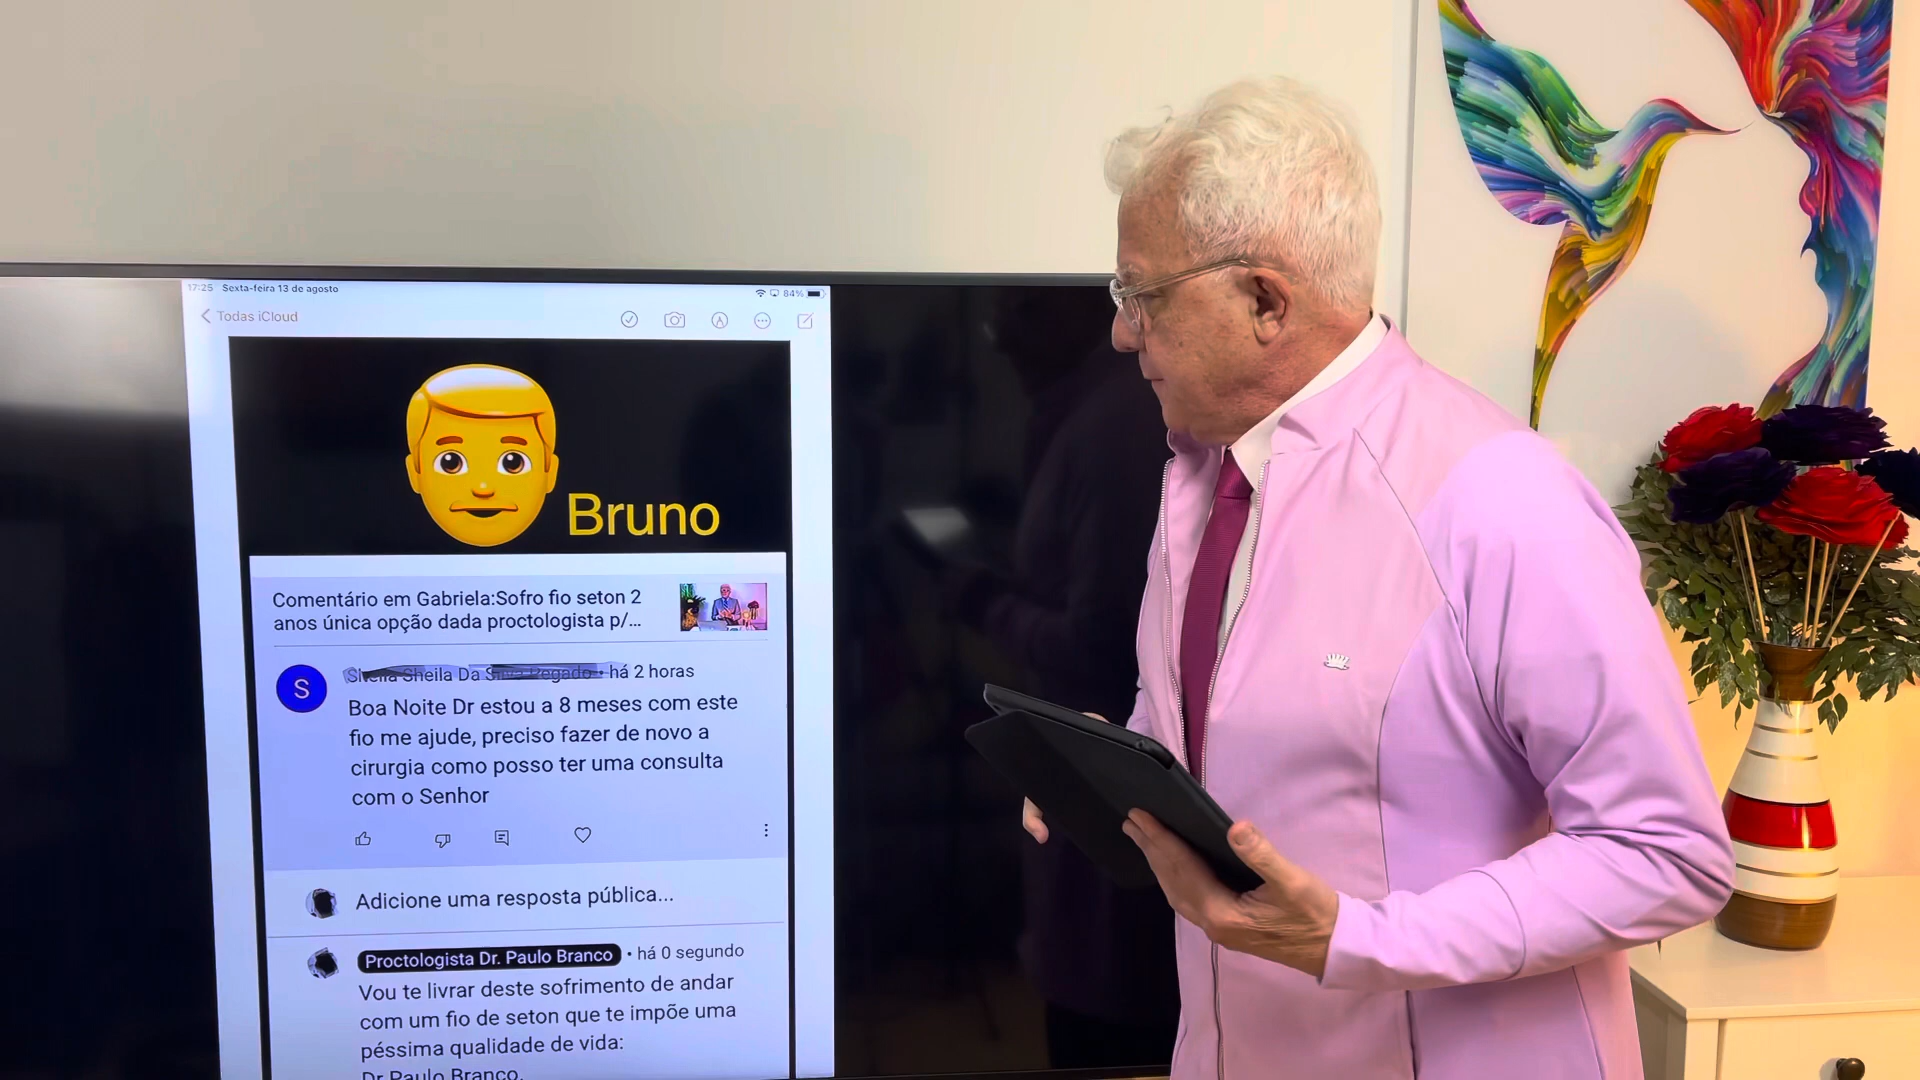 17:25 Sexta-feira 13 de agosto
84%
Todas iCloud
Bruno
Comentário em Gabriela:Sofro fio seton 2
anos única opção dada proctologista p/...
S
Sheila Da • há 2 horas
Boa Noite Dr estou a 8 meses com este
fio me ajude, preciso fazer de novo a
cirurgia como posso ter uma consulta
com o Senhor
Adicione uma resposta pública...
Proctologista Dr. Paulo Branco • há 0 segundo
Vou te livrar deste sofrimento de andar
com um fio de seton que te impõe uma
péssima qualidade de vida:
Dr Paulo Branco.